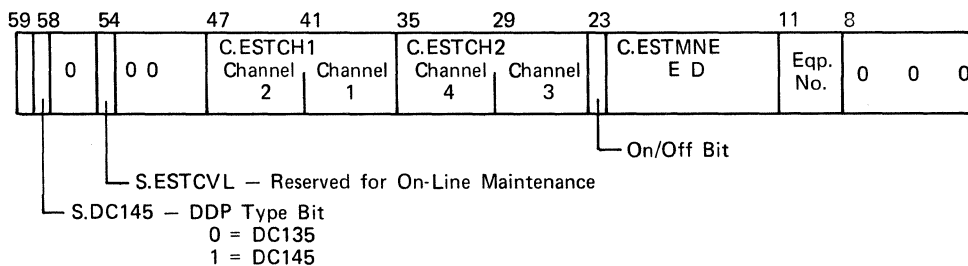 59 58 54 47 41 35 29 23 11 8
C.ESTCH1 C.ESTCH2 C.ESTMNE
0 0 0 Channel Channel Channel Channel E D Eqp. 0 0 0
2 1 4 3 No.
On/Off Bit
S.ESTCVL — Reserved for On-Line Maintenance
S.DC145 — DDP Type Bit
0 = DC135
1 = DC145